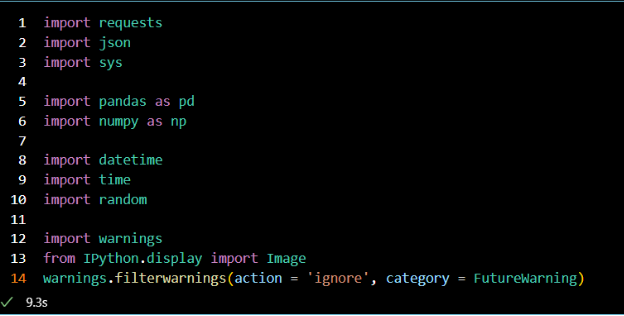 1 import requests
2 import json
3 import sys
4
5 import pandas as pd
6 import numpy as np
7
8 import datetime
9 import time
10 import random
11
12 import warnings
13 from IPython.display import Image
14 warnings.filterwarnings(action = 'ignore', category = FutureWarning)
✓ 9.3s